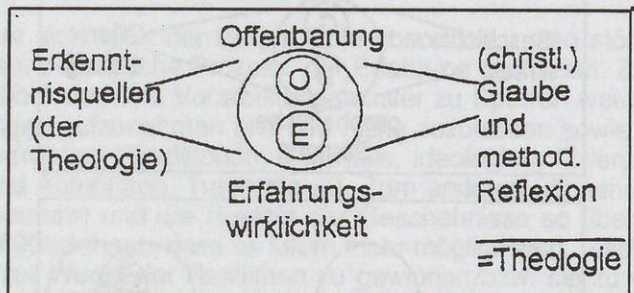 Offenbarung
Erkennt-
nisquellen
(der
Theologie)
O
E
Erfahrungs
wirklichkeit
(christl.)
Glaube
und
method.
Reflexion
=Theologie